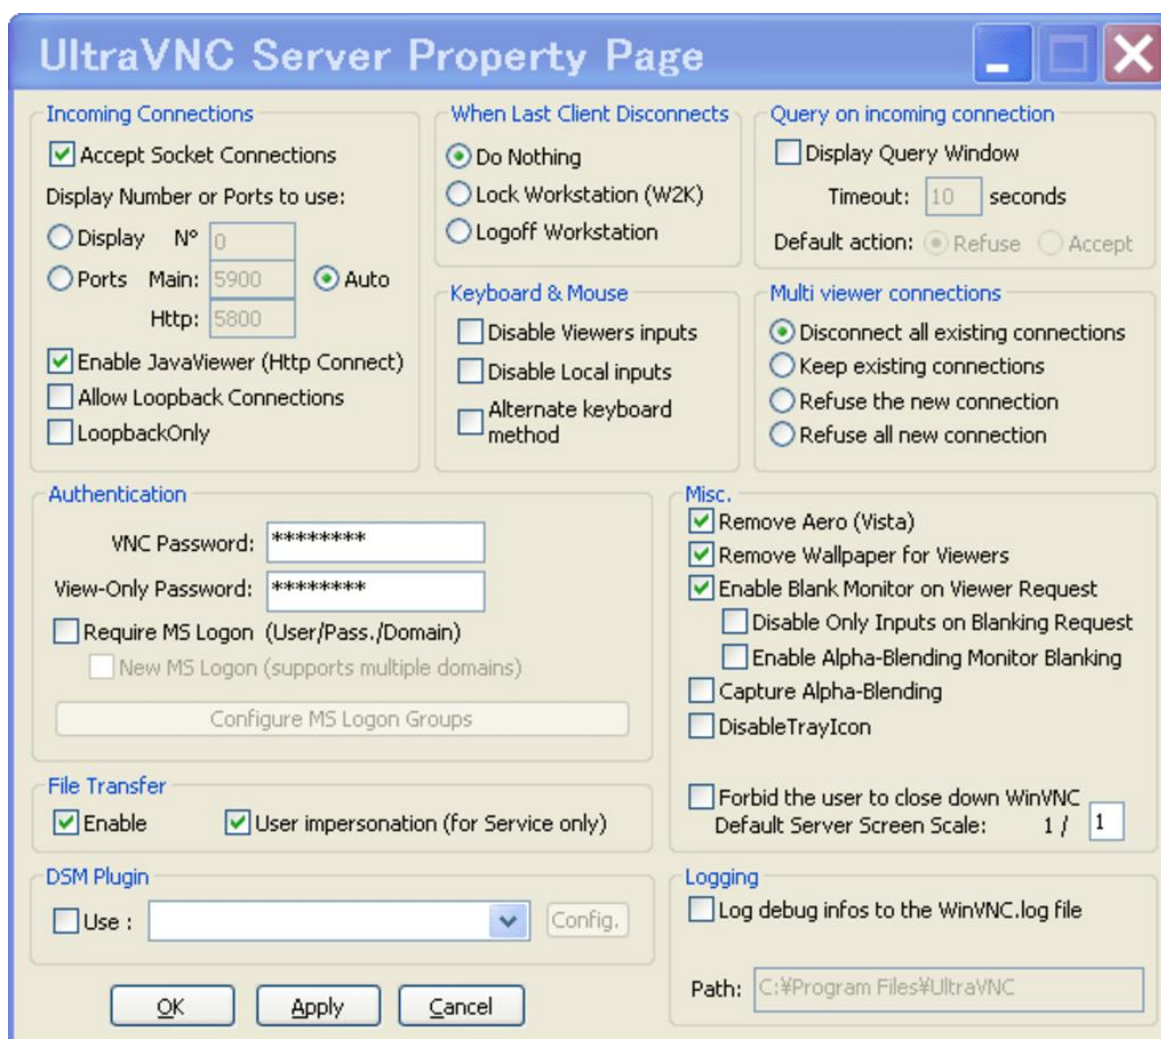 UltraVNC Server Property Page
Incoming Connections
Accept Socket Connections
Display Number or Ports to use:
Display N° 0
Ports Main: 5900 Auto
Http: 5800
Enable JavaViewer (Http Connect)
Allow Loopback Connections
LoopbackOnly
When Last Client Disconnects
Do Nothing
Lock Workstation (W2K)
Logoff Workstation
Query on incoming connection
Display Query Window
Timeout: 10 seconds
Default action: Refuse Accept
Keyboard & Mouse
Disable Viewers inputs
Disable Local inputs
Alternate keyboard
method
Multi viewer connections
Disconnect all existing connections
Keep existing connections
Refuse the new connection
Refuse all new connection
Authentication
VNC Password: ********
View-Only Password: ********
Require MS Logon (User/Pass./Domain)
New MS Logon (supports multiple domains)
Configure MS Logon Groups
Misc.
Remove Aero (Vista)
Remove Wallpaper for Viewers
Enable Blank Monitor on Viewer Request
Disable Only Inputs on Blanking Request
Enable Alpha-Blending Monitor Blanking
Capture Alpha-Blending
DisableTrayIcon
Forbid the user to close down WinVNC
Default Server Screen Scale: 1 / 1
File Transfer
Enable User impersonation (for Service only)
DSM Plugin
Use : Config.
Logging
Log debug infos to the WinVNC.log file
Path: C:¥Program Files¥UltraVNC
OK Apply Cancel